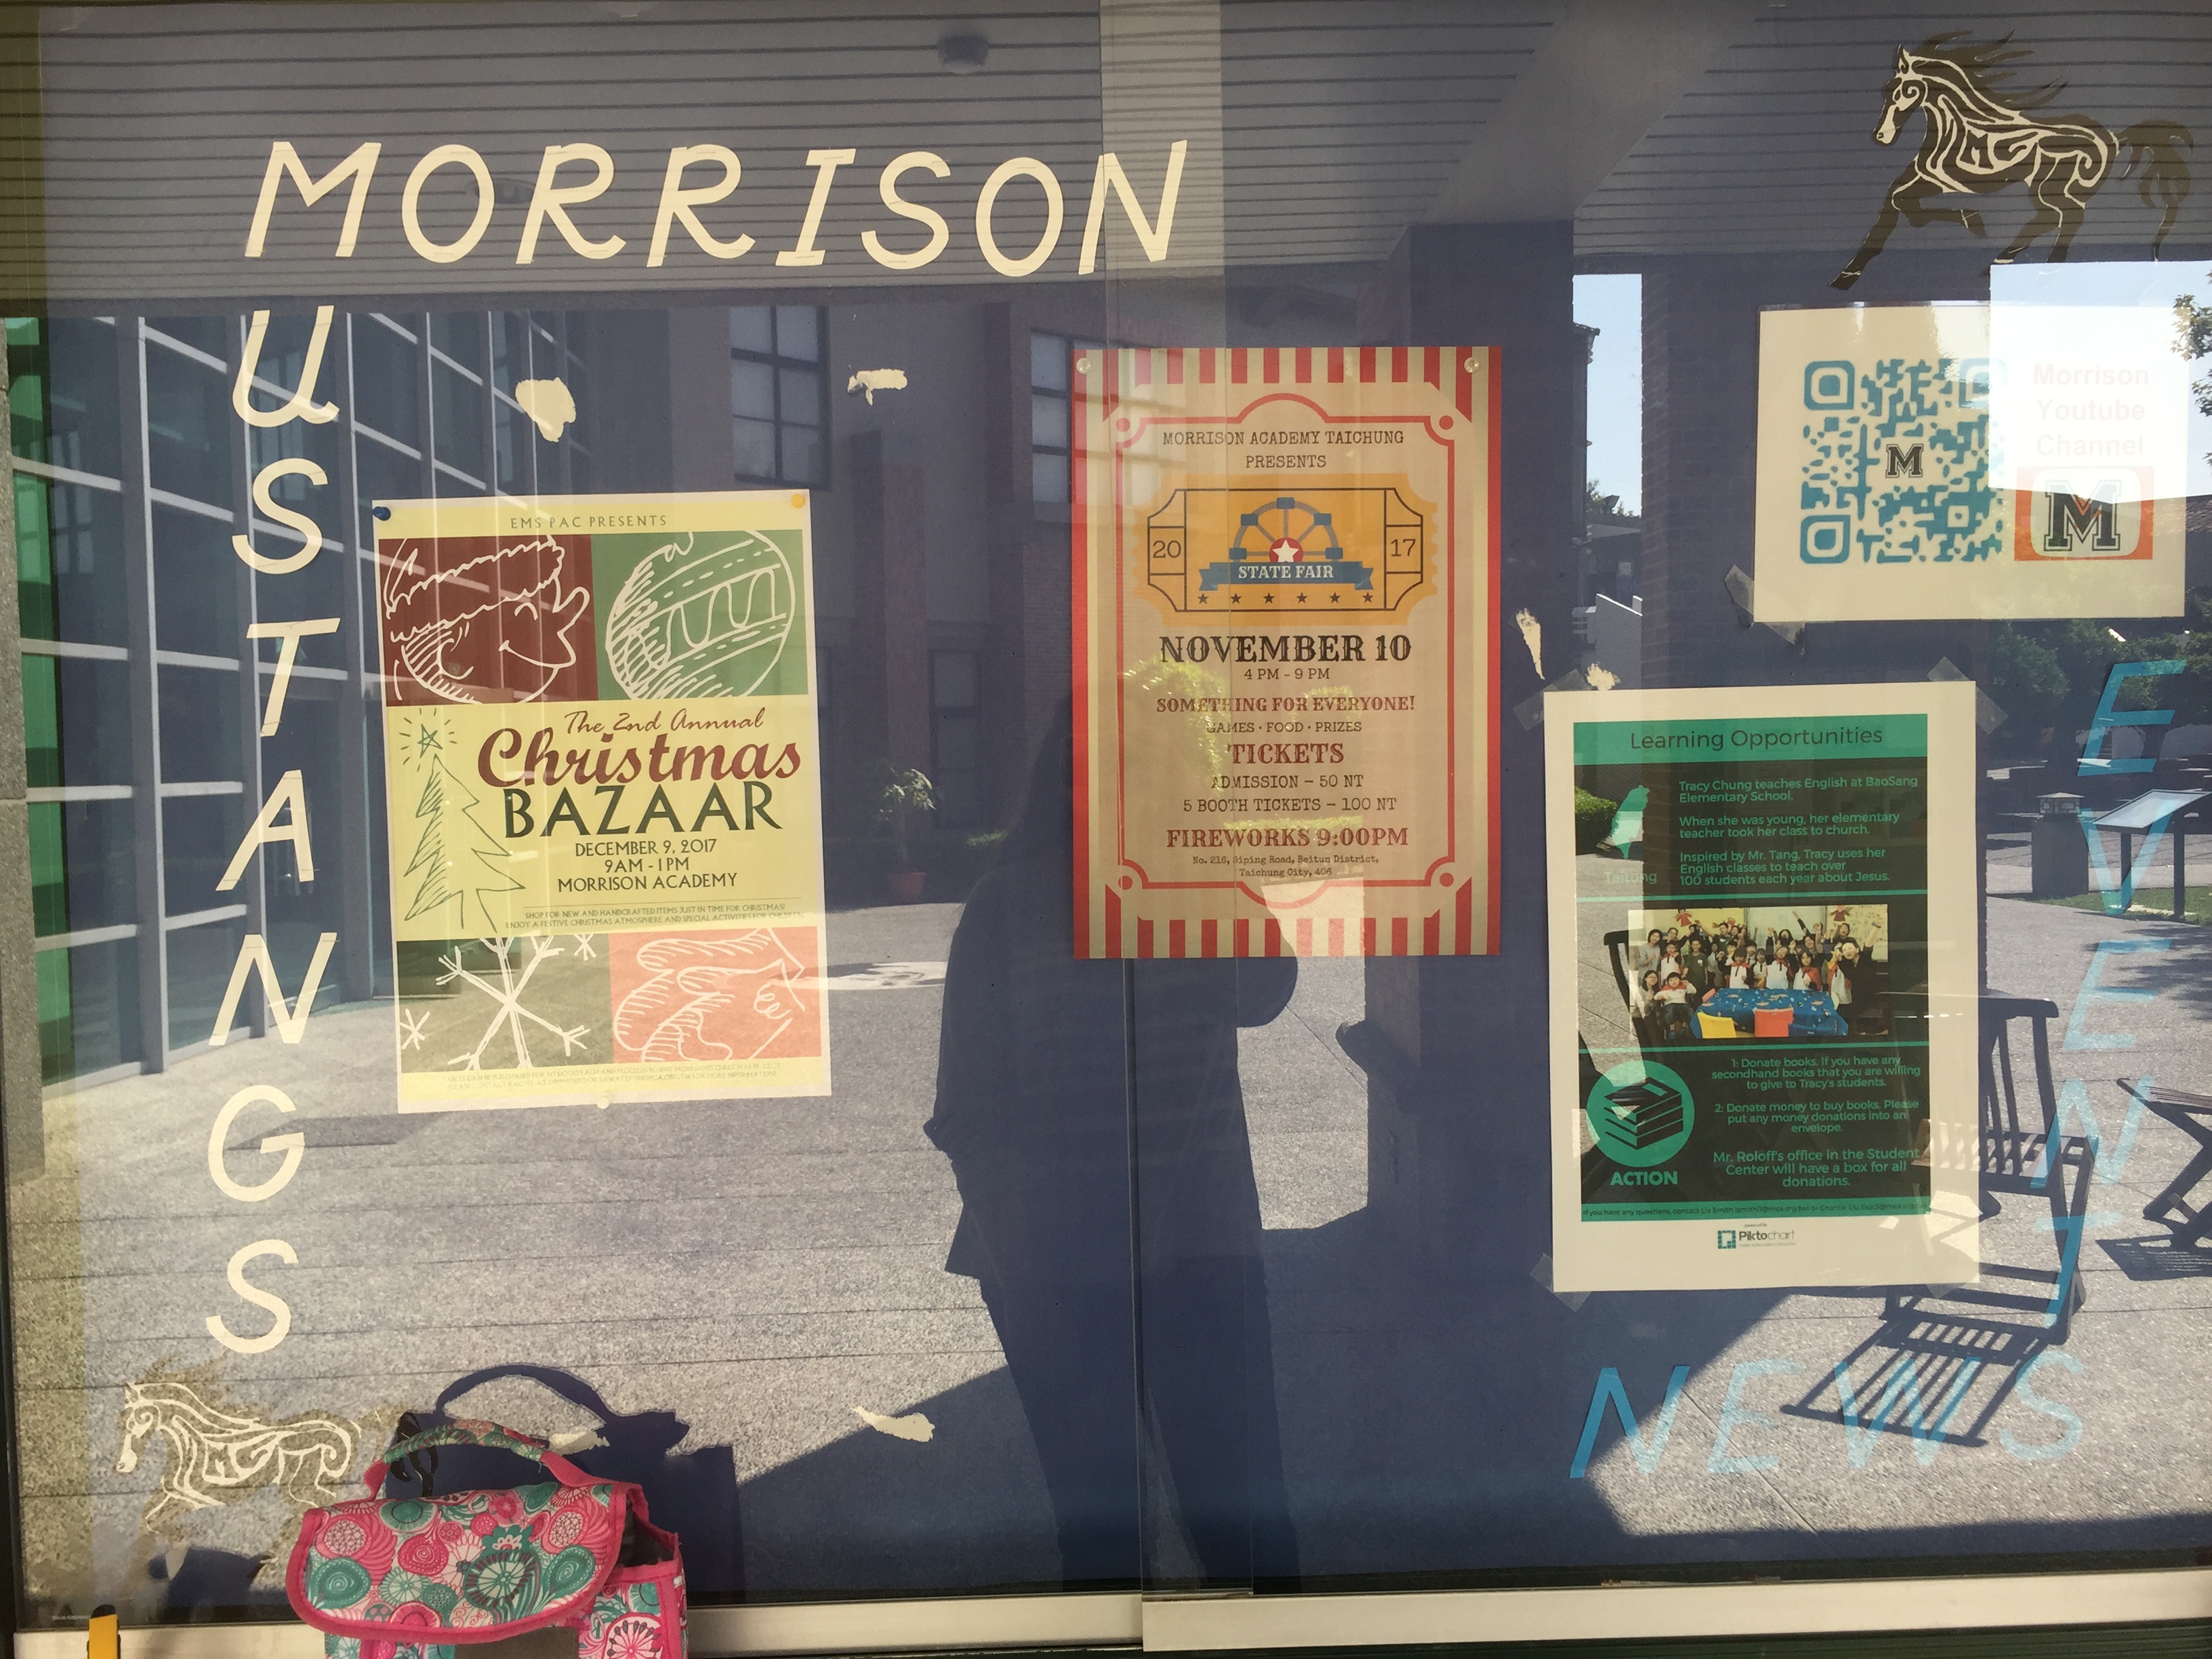 MORRISON
MUSTANGS
EMS PAC PRESENTS
The 2nd Annual
Christmas
BAZAAR
DECEMBER 9, 2017
9AM - 1PM
MORRISON ACADEMY
SHOP FOR NEW AND HANDCRAFTED ITEMS JUST IN TIME FOR CHRISTMAS!
ENJOY A FESTIVE CHRISTMAS ATMOSPHERE AND SPECIAL ACTIVITIES FOR CHILDREN
MORRISON ACADEMY TAICHUNG
PRESENTS
20 17
STATE FAIR
NOVEMBER 10
4 PM - 9 PM
SOMETHING FOR EVERYONE!
GAMES · FOOD · PRIZES
TICKETS
ADMISSION – 50 NT
5 BOOTH TICKETS – 100 NT
FIREWORKS 9:00PM
No. 216, Siping Road, Beitun District,
Taichung City, 406
M
Morrison
Youtube
Channel
M
Learning Opportunities
Tracy Chung teaches English at BaoSang
Elementary School.
When she was young, her elementary
teacher took her class to church.
Inspired by Mr. Tang, Tracy uses her
English classes to teach over
100 students each year about Jesus.
Taitung
1: Donate books. If you have any
secondhand books that you are willing
to give to Tracy's students.
2: Donate money to buy books. Please
put any money donations into an
envelope.
Mr. Roloff's office in the Student
Center will have a box for all
donations.
ACTION
If you have any questions, contact
Piktochart
EVENTS
NEWS